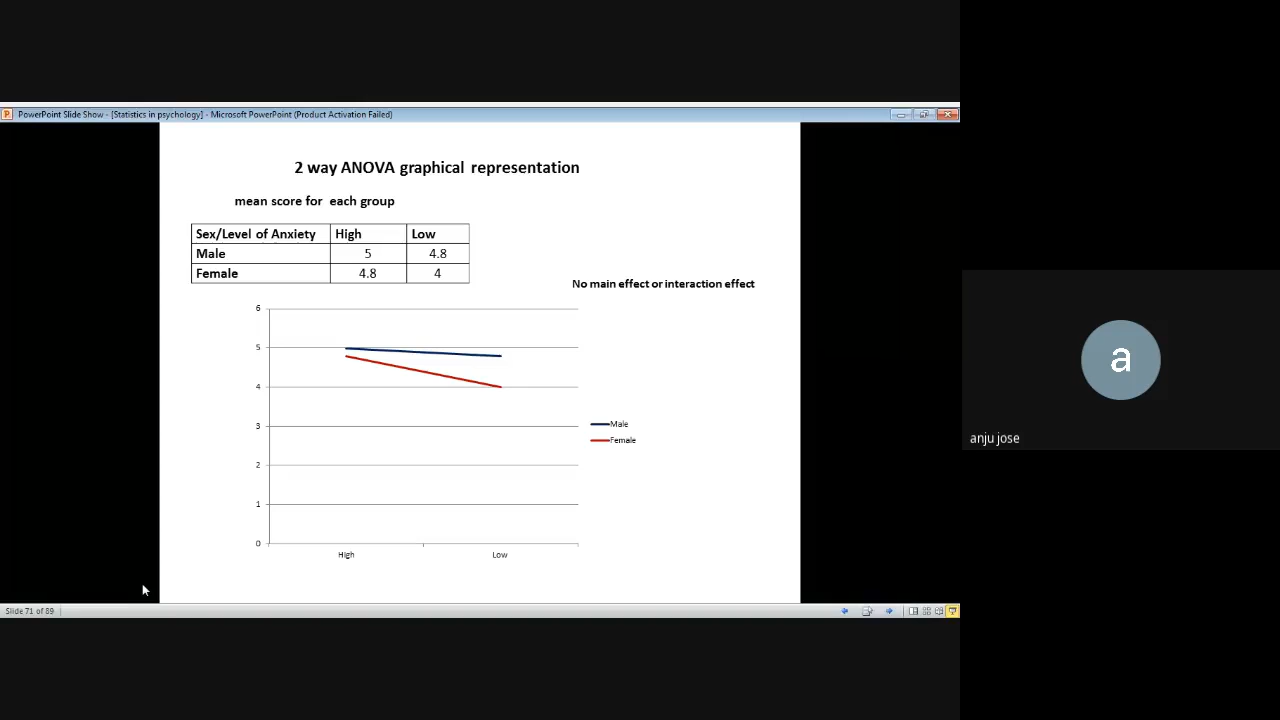 PowerPoint Slide Show - [Statistics in psychology] - Microsoft PowerPoint (Product Activation Failed)
2 way ANOVA graphical representation
mean score for each group
Sex/Level of Anxiety High Low
Male 5 4.8
Female 4.8 4
No main effect or interaction effect
6
5
4
3
2
1
0
High Low
Male
Female
a
anju jose
Slide 71 of 89